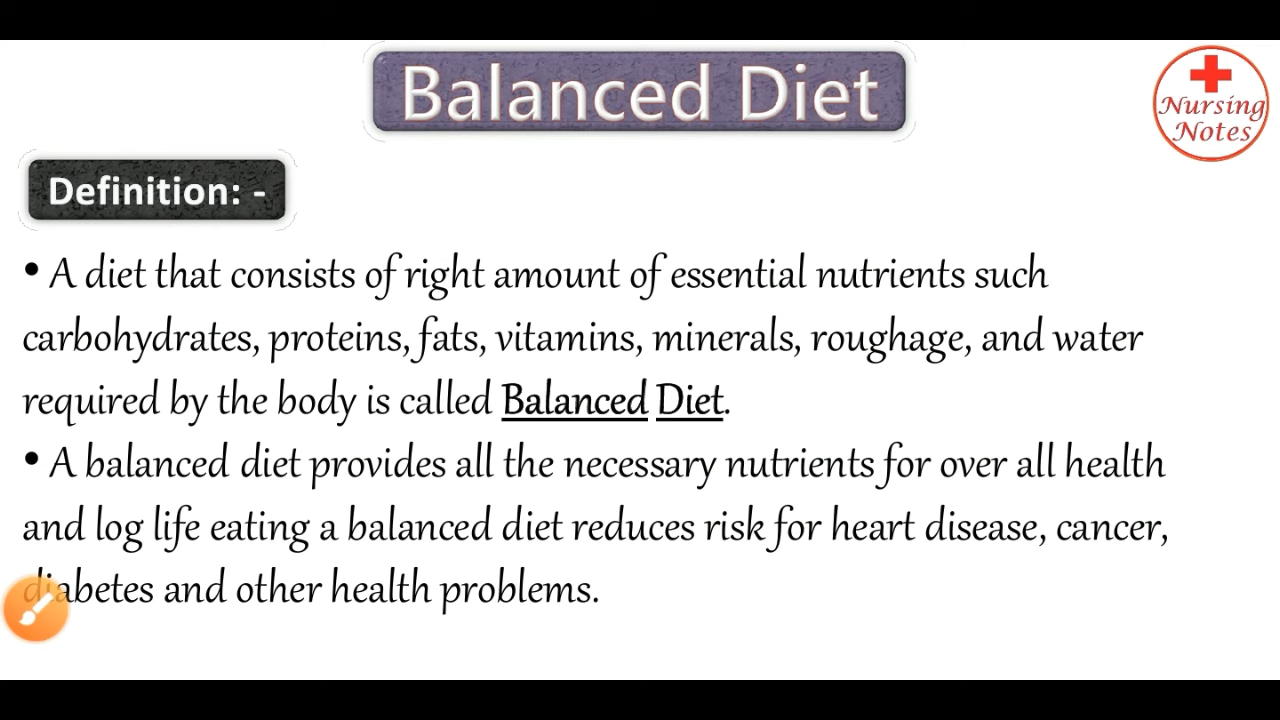 Balanced Diet
Nursing
Notes
Definition: -
• A diet that consists of right amount of essential nutrients such
carbohydrates, proteins, fats, vitamins, minerals, roughage, and water
required by the body is called Balanced Diet.
• A balanced diet provides all the necessary nutrients for over all health
and log life eating a balanced diet reduces risk for heart disease, cancer,
diabetes and other health problems.